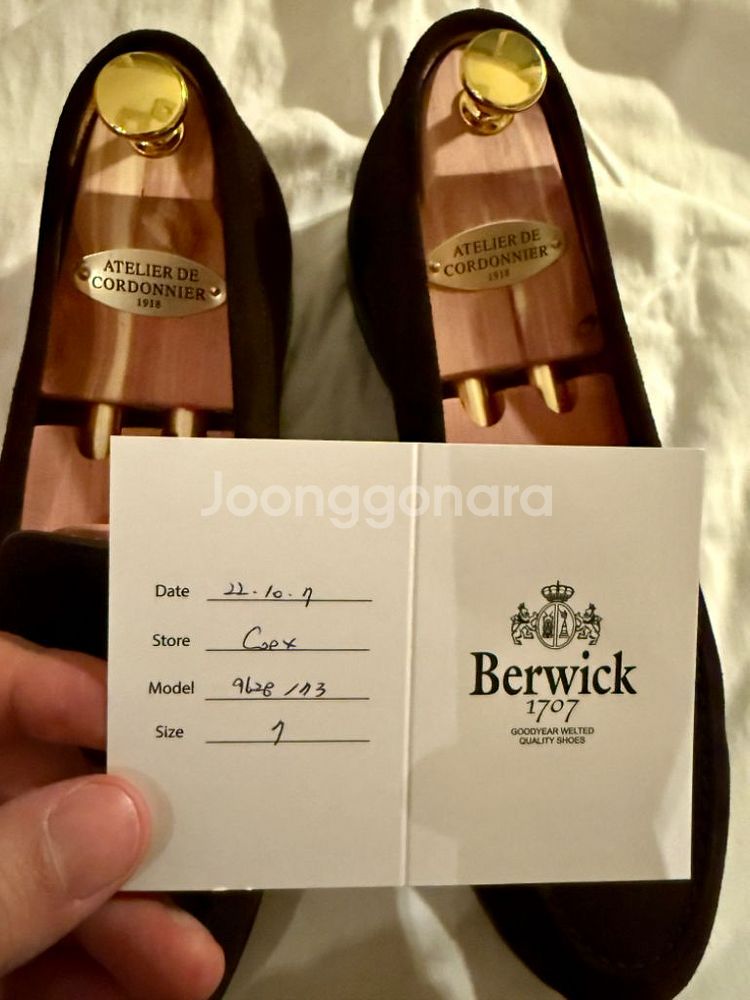 ATELIER DE
CORDONNIER
1918
ATELIER DE
CORDONNIER
1918
Joonggonara
Date 22.10.7
Store Coex
Model 9628 / 73
Size 7
Berwick
1707
GOODYEAR WELTED
QUALITY SHOES